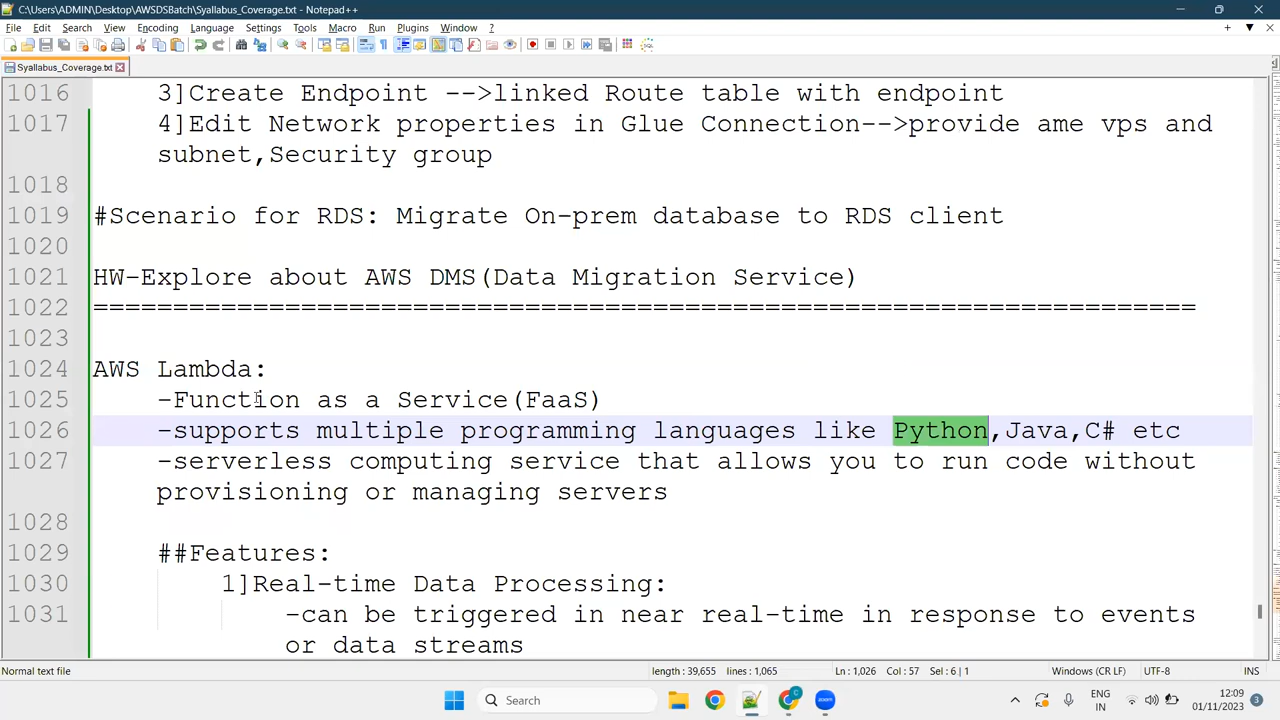 C:\Users\ADMIN\Desktop\AWSDSBatch\Syallabus_Coverage.txt - Notepad++
File Edit Search View Encoding Language Settings Tools Macro Run Plugins Window ?
Syallabus_Coverage.txt
1016 3]Create Endpoint -->linked Route table with endpoint
1017 4]Edit Network properties in Glue Connection-->provide ame vps and
subnet,Security group
1018
1019 #Scenario for RDS: Migrate On-prem database to RDS client
1020
1021 HW-Explore about AWS DMS(Data Migration Service)
1022 =====================================================================
1023
1024 AWS Lambda:
1025 -Function as a Service(FaaS)
1026 -supports multiple programming languages like Python,Java,C# etc
1027 -serverless computing service that allows you to run code without
provisioning or managing servers
1028
1029 ##Features:
1030 1]Real-time Data Processing:
1031 -can be triggered in near real-time in response to events
or data streams
Normal text file length : 39,655 lines : 1,065 Ln : 1,026 Col : 57 Sel : 6 | 1 Windows (CR LF) UTF-8 INS
Search ENG IN 12:09 01/11/2023 3